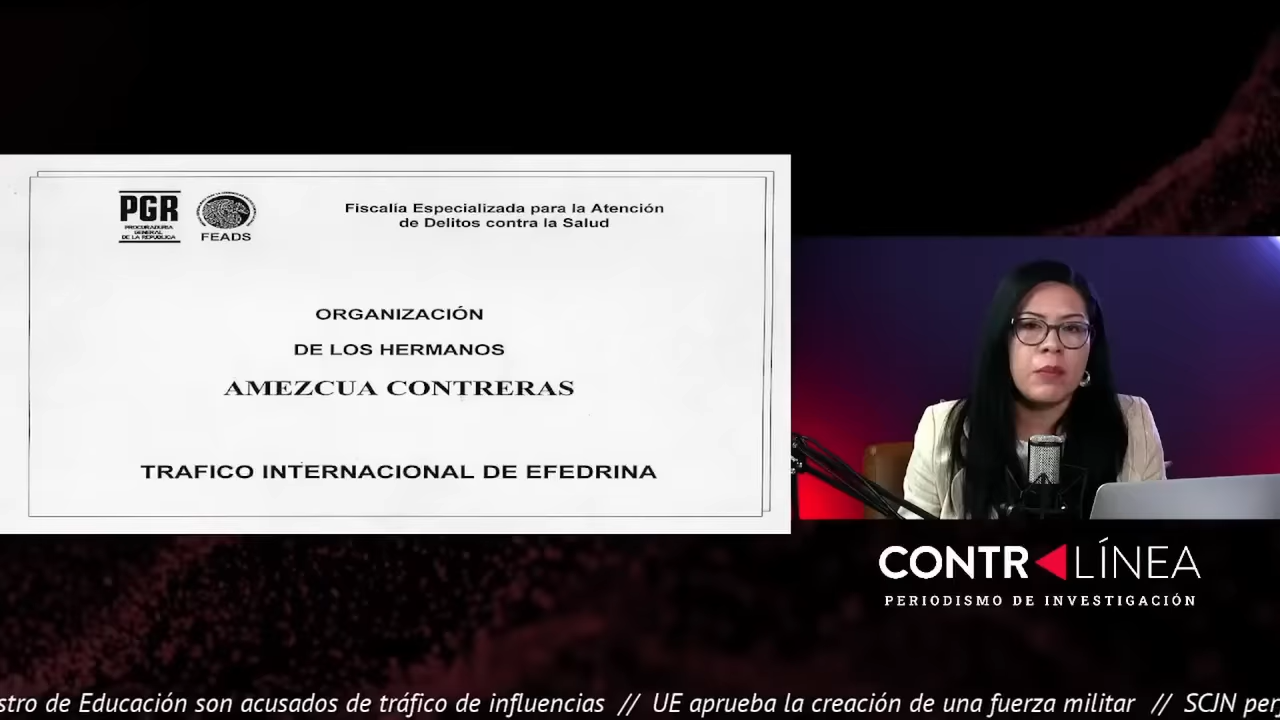 PGR
PROCURADURIA
GENERAL
DE LA REPUBLICA
FEADS
Fiscalía Especializada para la Atención
de Delitos contra la Salud
ORGANIZACIÓN
DE LOS HERMANOS
AMEZCUA CONTRERAS
TRAFICO INTERNACIONAL DE EFEDRINA
CONTR LÍNEA
PERIODISMO DE INVESTIGACIÓN
stro de Educación son acusados de tráfico de influencias // UE aprueba la creación de una fuerza militar // SCJN per